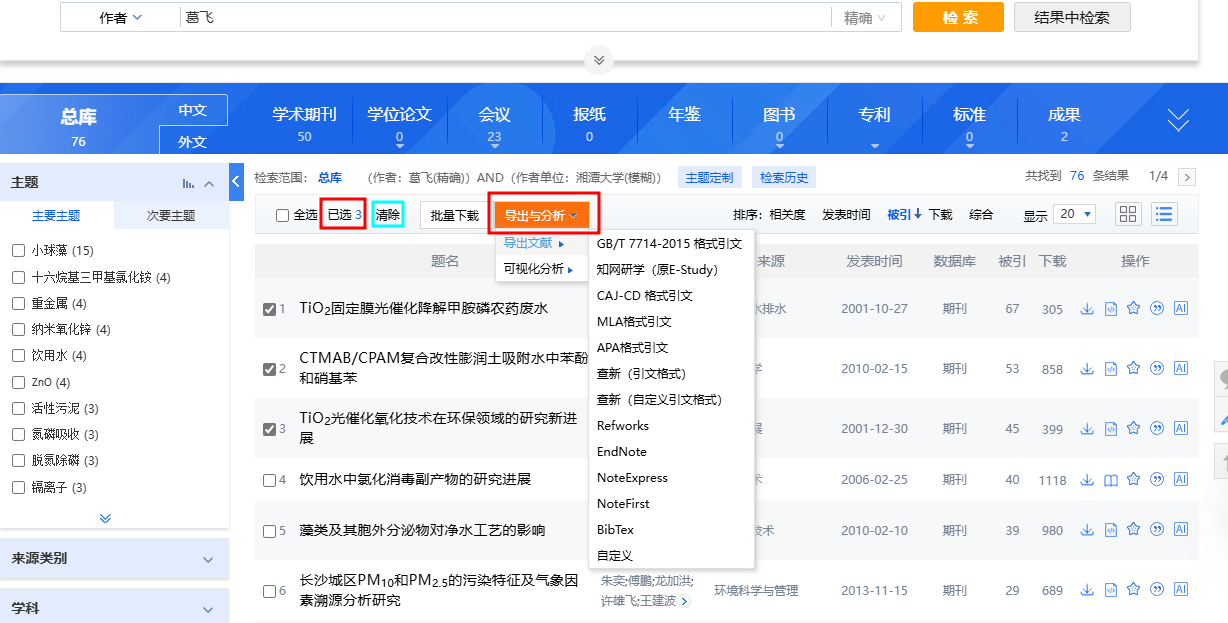 作者
葛飞
精确
检 索
结果中检索
总库
76
中文
外文
学术期刊
50
学位论文
0
会议
23
报纸
0
年鉴
图书
0
专利
标准
0
成果
2
主题
主要主题
次要主题
小球藻 (15)
十六烷基三甲基氯化铵 (4)
重金属 (4)
纳米氧化锌 (4)
饮用水 (4)
ZnO (4)
活性污泥 (3)
氮磷吸收 (3)
脱氮除磷 (3)
镉离子 (3)
来源类别
学科
检索范围: 总库 (作者: 葛飞(精确)) AND (作者单位: 湘潭大学(模糊)) 主题定制 检索历史
共找到 76 条结果 1/4
全选 已选 3 清除 批量下载 导出与分析
排序: 相关度 发表时间 被引 下载 综合 显示 20
导出文献
可视化分析
GB/T 7714-2015 格式引文
知网研学（原E-Study）
CAJ-CD 格式引文
MLA格式引文
APA格式引文
查新（引文格式）
查新（自定义引文格式）
Refworks
EndNote
NoteExpress
NoteFirst
BibTex
自定义
题名 来源 发表时间 数据库 被引 下载 操作
1 TiO2固定膜光催化降解甲胺磷农药废水 排水 2001-10-27 期刊 67 305 AI
2 CTMAB/CPAM复合改性膨润土吸附水中苯酚
和硝基苯 学 2010-02-15 期刊 53 858 AI
3 TiO2光催化氧化技术在环保领域的研究新进
展 展 2001-12-30 期刊 45 399 AI
4 饮用水中氯化消毒副产物的研究进展 术 2006-02-25 期刊 40 1118 AI
5 藻类及其胞外分泌物对净水工艺的影响 技术 2010-02-10 期刊 39 980 AI
6 长沙城区PM10和PM2.5的污染特征及气象因
素溯源分析研究
朱奕;傅鹏;龙加洪;
许雄飞;王建波
环境科学与管理 2013-11-15 期刊 29 689 AI